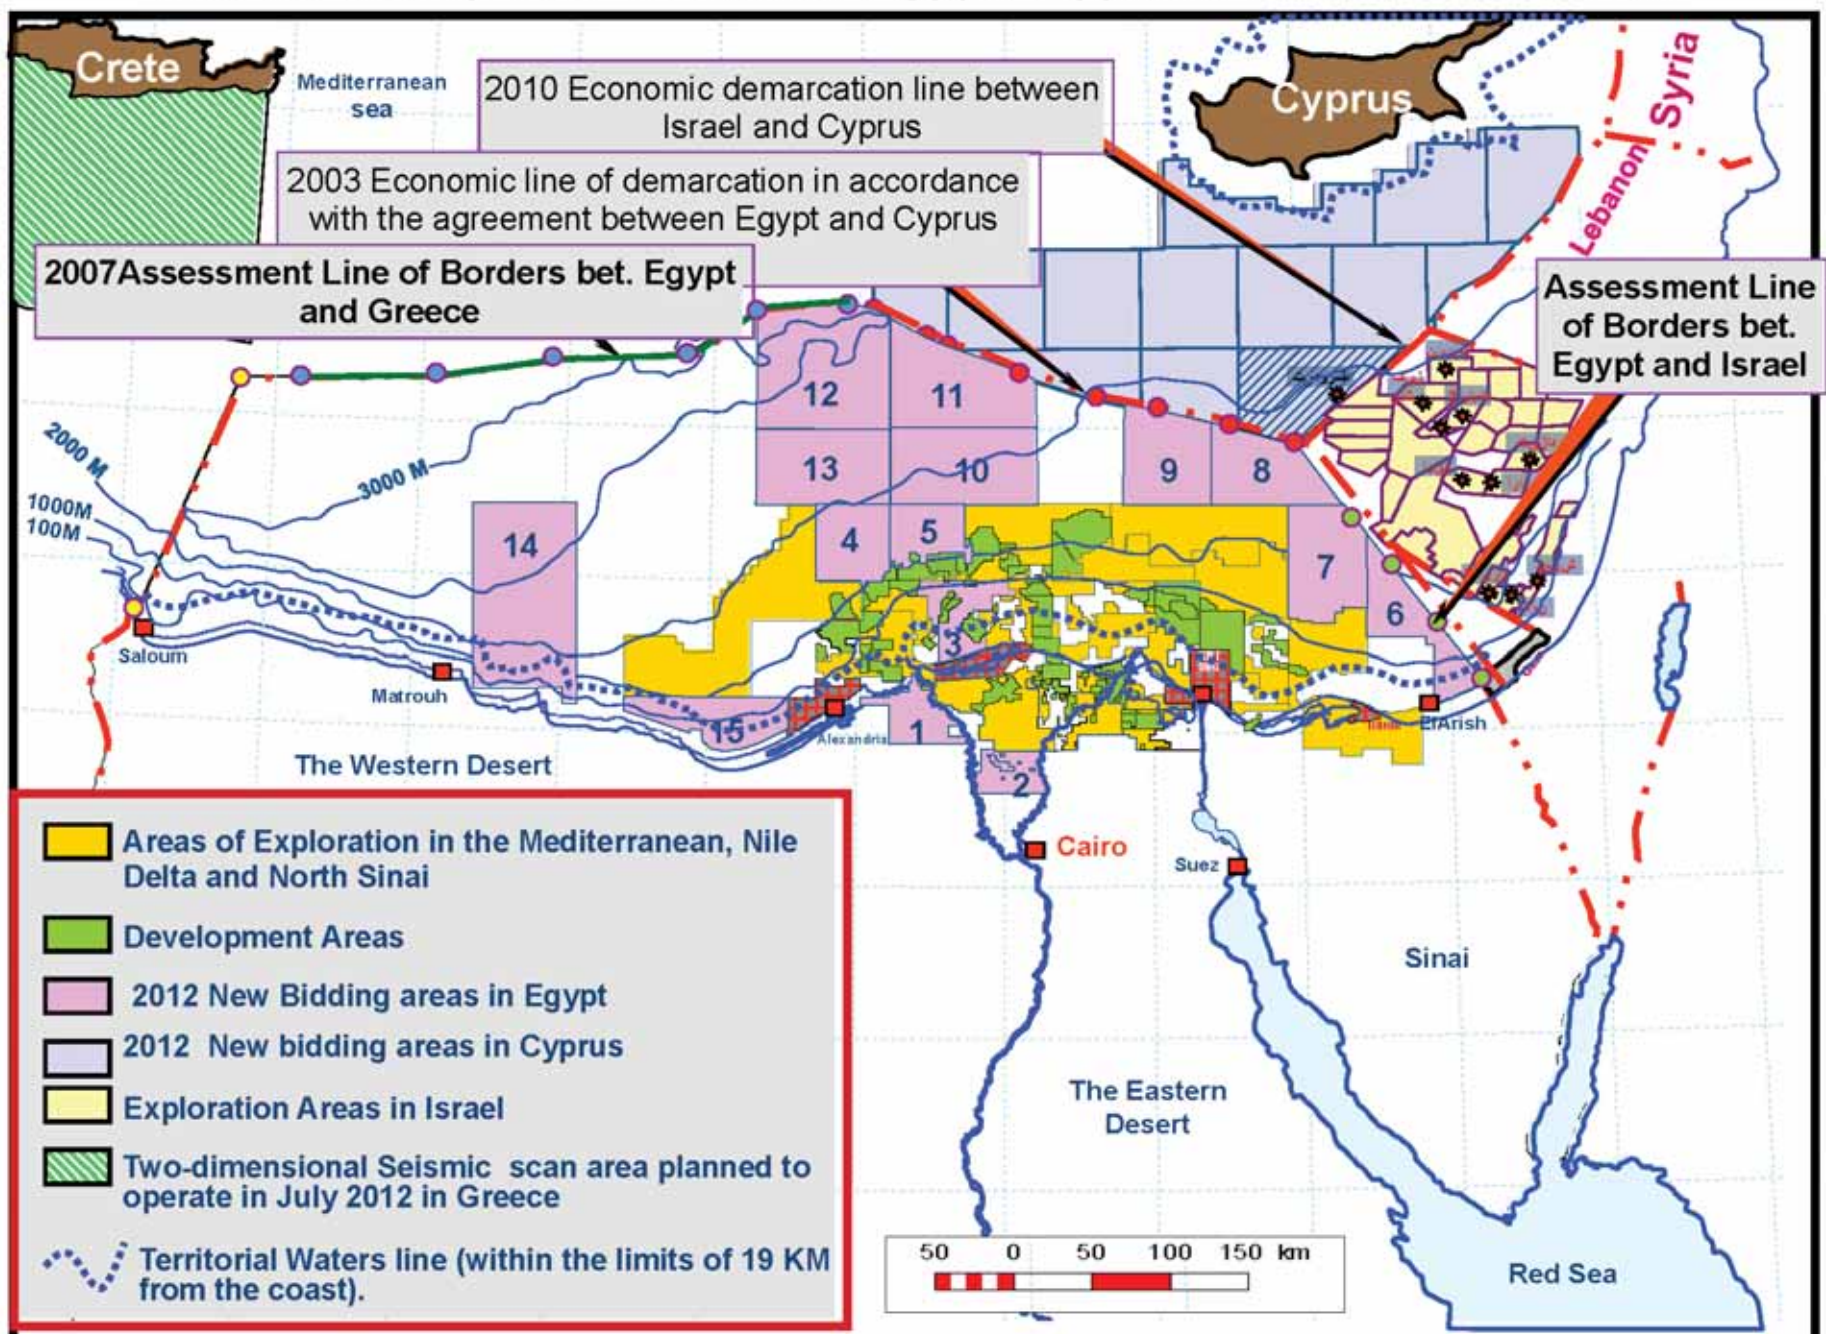 Crete
Mediterranean
sea
2010 Economic demarcation line between
Israel and Cyprus
Cyprus
Syria
Lebanon
2003 Economic line of demarcation in accordance
with the agreement between Egypt and Cyprus
2007Assessment Line of Borders bet. Egypt
and Greece
Assessment Line
of Borders bet.
Egypt and Israel
12
11
13
10
9
8
2000 M
3000 M
1000M
100M
14
4
5
7
6
3
Saloum
Matrouh
15
Alexandria
1
ElArish
2
The Western Desert
Cairo
Suez
Sinai
The Eastern
Desert
Red Sea
Areas of Exploration in the Mediterranean, Nile
Delta and North Sinai
Development Areas
2012 New Bidding areas in Egypt
2012 New bidding areas in Cyprus
Exploration Areas in Israel
Two-dimensional Seismic scan area planned to
operate in July 2012 in Greece
Territorial Waters line (within the limits of 19 KM
from the coast).
50 0 50 100 150 km